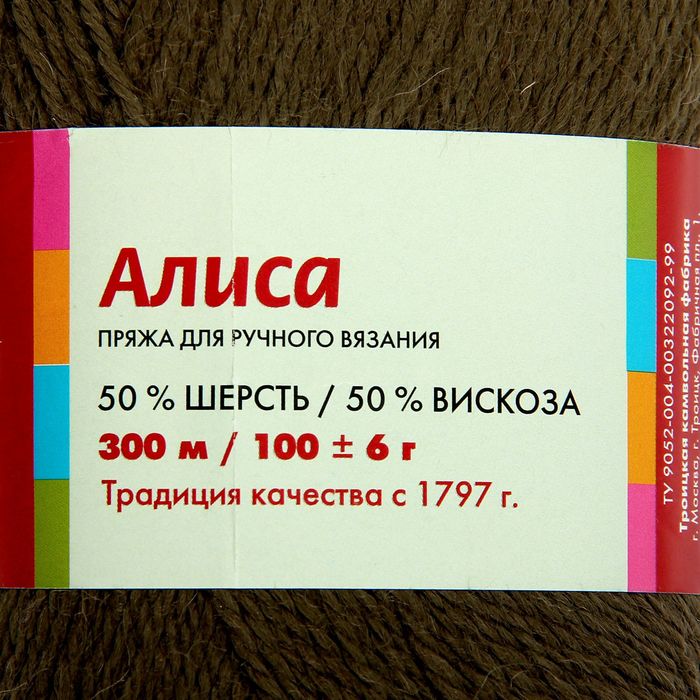 Алиса
ПРЯЖА ДЛЯ РУЧНОГО ВЯЗАНИЯ
50 % ШЕРСТЬ / 50 % ВИСКОЗА
300 м / 100 ± 6 г
Традиция качества с 1797 г.
ТУ 9052-004-00322092-99
Троицкая камвольная фабрика
г. Москва, г. Троицк, Фабричная пл., 1,